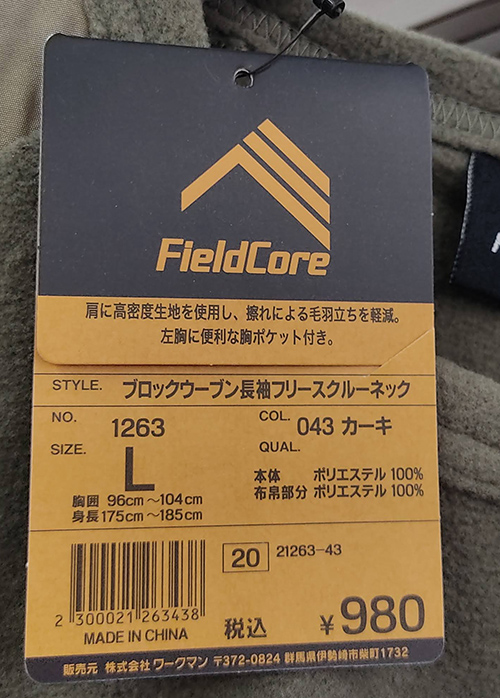 FieldCore
肩に高密度生地を使用し、擦れによる毛羽立ちを軽減。
左胸に便利な胸ポケット付き。
STYLE. ブロックウーブン長袖フリースクルーネック
NO. 1263 COL. 043 カーキ
SIZE. L QUAL.
本体 ポリエステル 100%
布帛部分 ポリエステル 100%
胸囲 96cm～104cm
身長 175cm～185cm
20 21263-43
2 300021 263438
MADE IN CHINA
税込 ¥980
販売元 株式会社 ワークマン 〒372-0824 群馬県伊勢崎市柴町1732